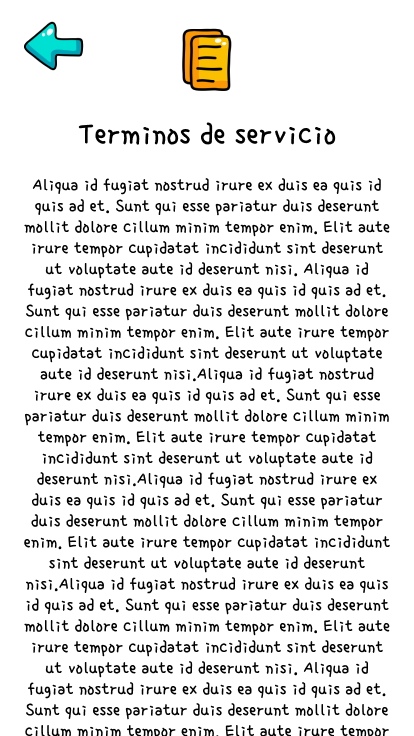 Terminos de servicio
Aliqua id fugiat nostrud irure ex duis ea quis id
quis ad et. Sunt qui esse pariatur duis deserunt
mollit dolore cillum minim tempor enim. Elit aute
irure tempor cupidatat incididunt sint deserunt
ut voluptate aute id deserunt nisi. Aliqua id
fugiat nostrud irure ex duis ea quis id quis ad et.
Sunt qui esse pariatur duis deserunt mollit dolore
cillum minim tempor enim. Elit aute irure tempor
cupidatat incididunt sint deserunt ut voluptate
aute id deserunt nisi.Aliqua id fugiat nostrud
irure ex duis ea quis id quis ad et. Sunt qui esse
pariatur duis deserunt mollit dolore cillum minim
tempor enim. Elit aute irure tempor cupidatat
incididunt sint deserunt ut voluptate aute id
deserunt nisi.Aliqua id fugiat nostrud irure ex
duis ea quis id quis ad et. Sunt qui esse pariatur
duis deserunt mollit dolore cillum minim tempor
enim. Elit aute irure tempor cupidatat incididunt
sint deserunt ut voluptate aute id deserunt
nisi.Aliqua id fugiat nostrud irure ex duis ea quis
id quis ad et. Sunt qui esse pariatur duis deserunt
mollit dolore cillum minim tempor enim. Elit aute
irure tempor cupidatat incididunt sint deserunt
ut voluptate aute id deserunt nisi. Aliqua id
fugiat nostrud irure ex duis ea quis id quis ad et.
Sunt qui esse pariatur duis deserunt mollit dolore
cillum minim tempor enim. Elit aute irure tempor